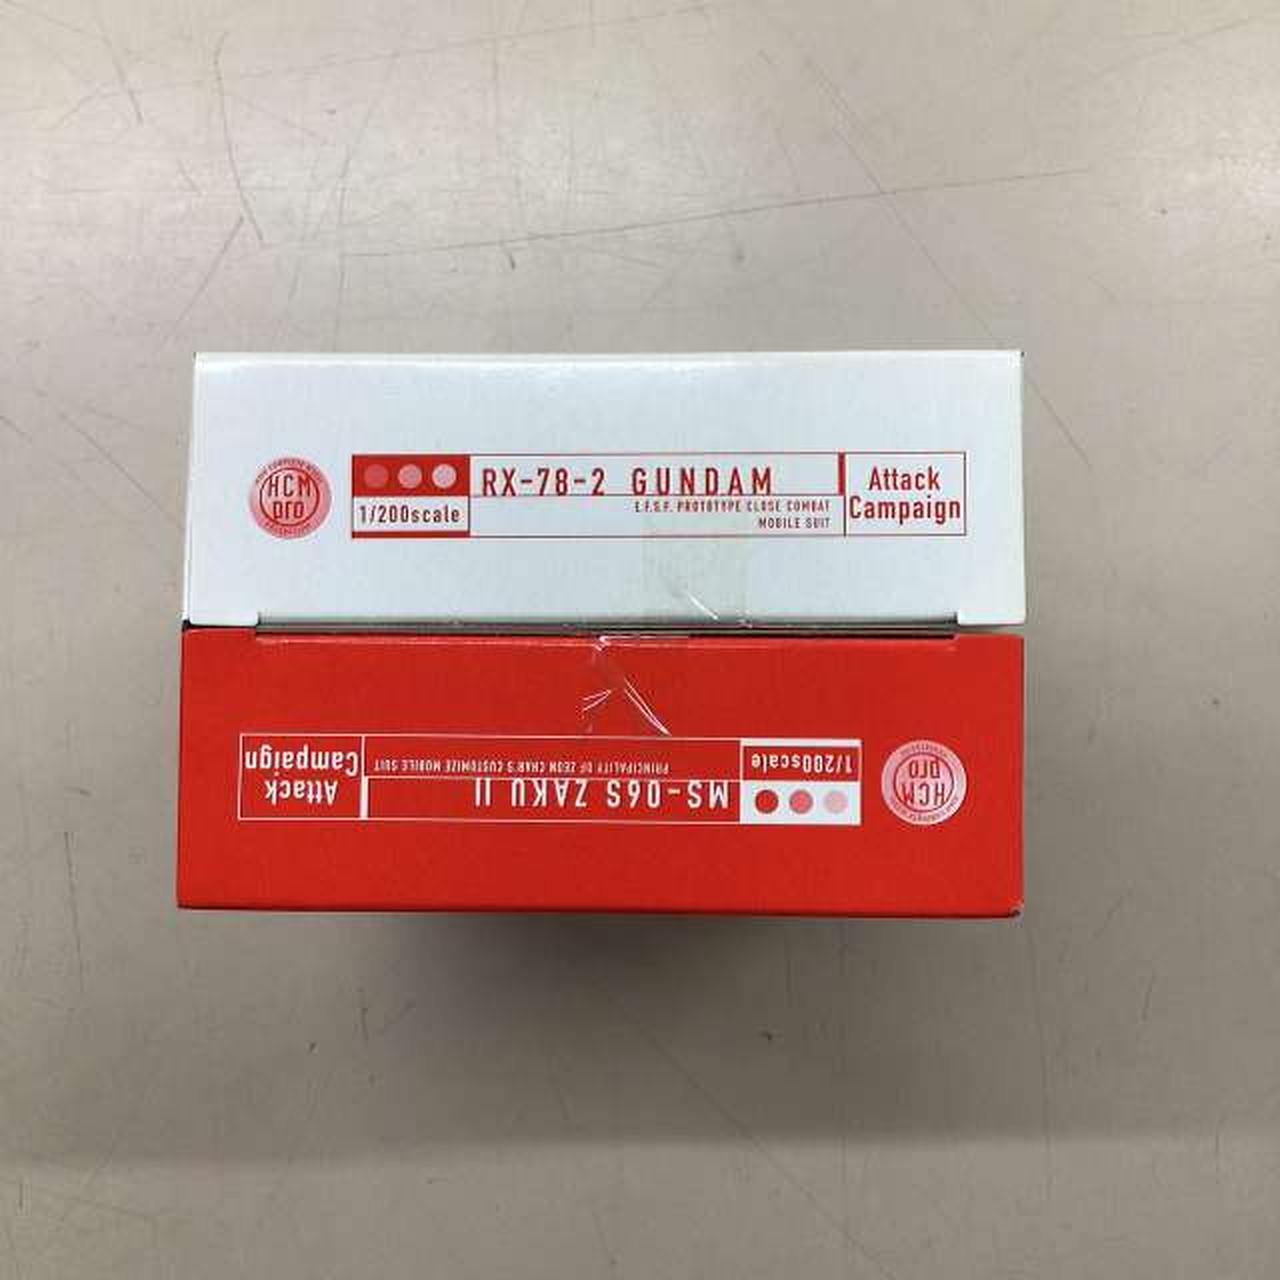 HCM
pro
1/200scale
RX-78-2 GUNDAM
E.F.S.F. PROTOTYPE CLOSE COMBAT
MOBILE SUIT
Attack
Campaign
HCM
pro
1/200scale
MS-06S ZAKU II
PRINCIPALITY OF ZEON CHAR'S CUSTOMIZE MOBILE SUIT
Attack
Campaign